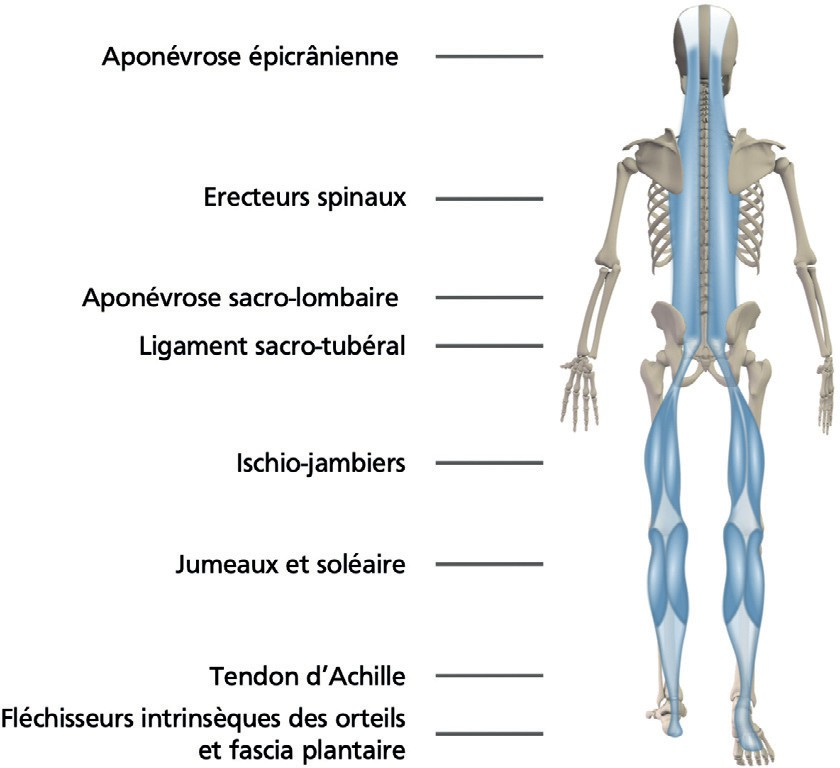 Aponévrose épicrânienne
Erecteurs spinaux
Aponévrose sacro-lombaire
Ligament sacro-tubéral
Ischio-jambiers
Jumeaux et soléaire
Tendon d’Achille
Fléchisseurs intrinsèques des orteils
et fascia plantaire